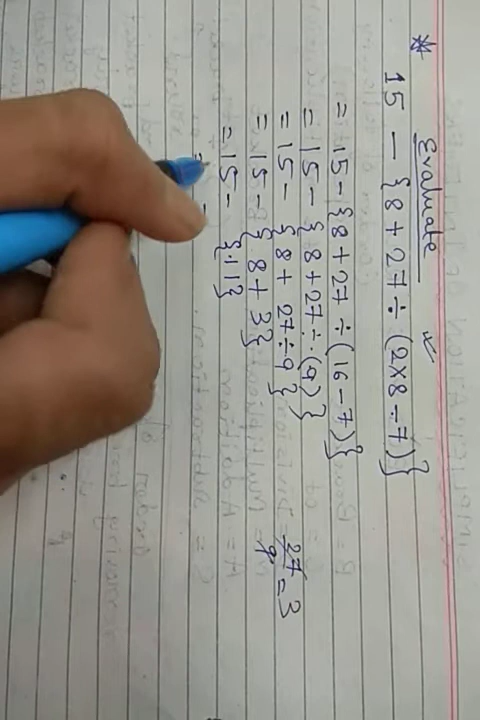 * Evaluate
15 - {8 + 27 ÷ (2×8 - 7)}
= 15 - {8 + 27 ÷ (16 - 7)}
= 15 - {8 + 27 ÷ (9)}
= 15 - {8 + 27 ÷ 9}
= 15 - {8 + 3}
= 15 - {11}
= -
27/9 = 3